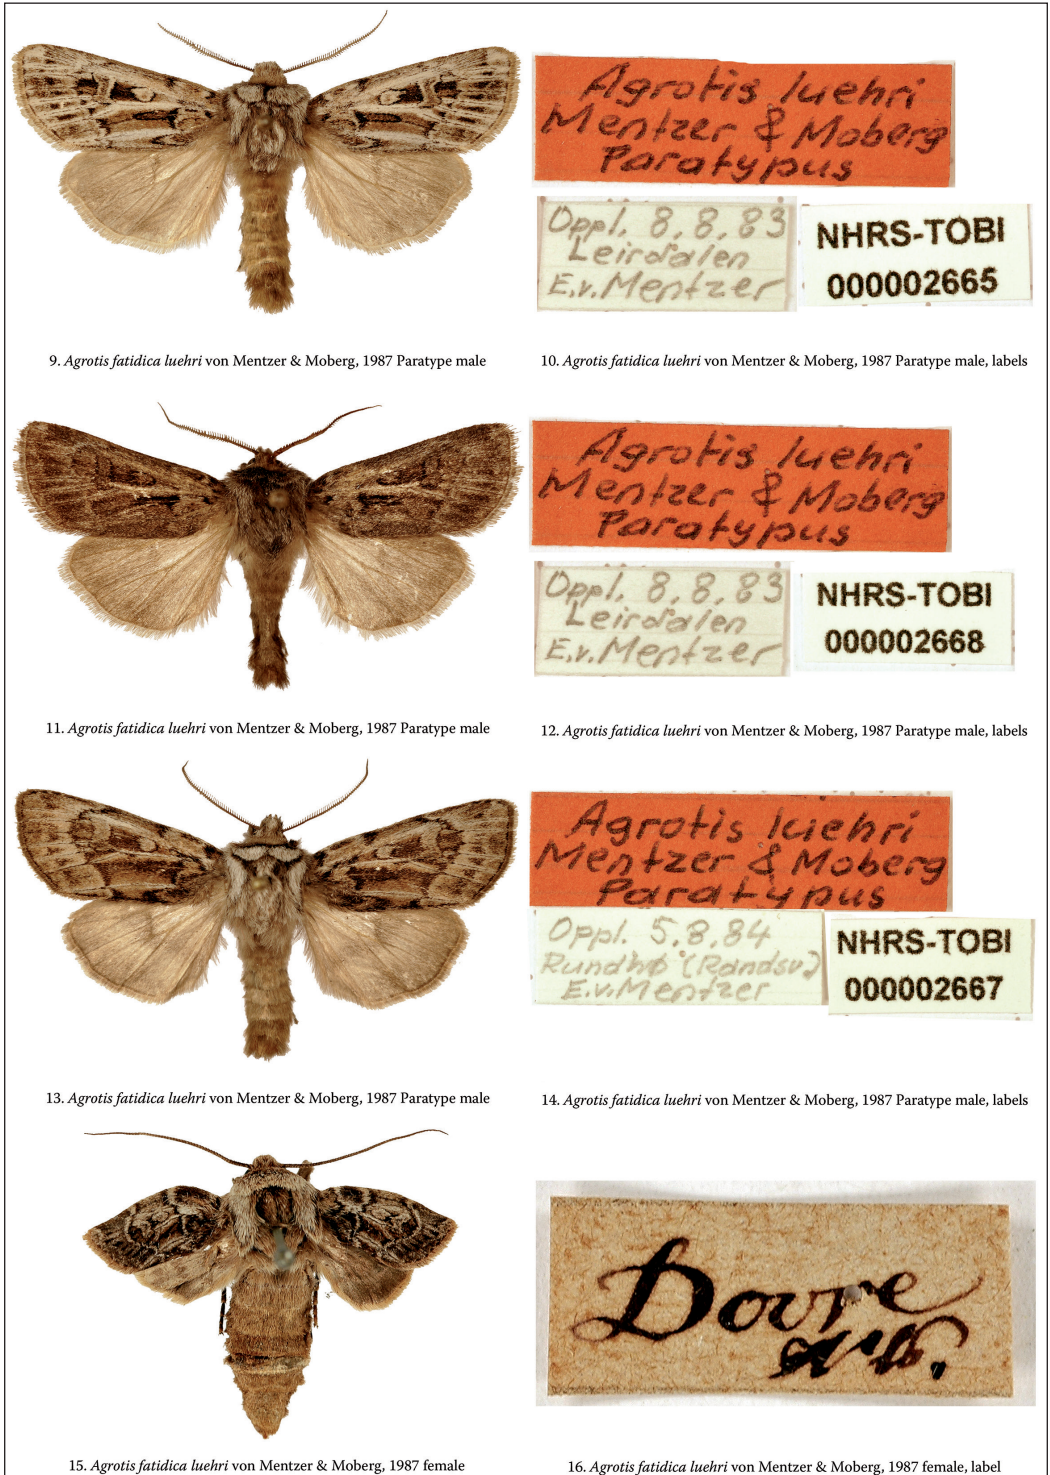 Agrotis luehri
Mentzer & Moberg
Paratypus
Oppl. 8.8.83
Leirdalen
E.v. Mentzer
NHRS-TOBI
000002665
9. Agrotis fatidica luehri von Mentzer & Moberg, 1987 Paratype male
10. Agrotis fatidica luehri von Mentzer & Moberg, 1987 Paratype male, labels
Agrotis luehri
Mentzer & Moberg
Paratypus
Oppl. 8.8.83
Leirdalen
E.v. Mentzer
NHRS-TOBI
000002668
11. Agrotis fatidica luehri von Mentzer & Moberg, 1987 Paratype male
12. Agrotis fatidica luehri von Mentzer & Moberg, 1987 Paratype male, labels
Agrotis luehri
Mentzer & Moberg
Paratypus
Oppl. 5.8.84
Rundhø (Randsv.)
E.v. Mentzer
NHRS-TOBI
000002667
13. Agrotis fatidica luehri von Mentzer & Moberg, 1987 Paratype male
14. Agrotis fatidica luehri von Mentzer & Moberg, 1987 Paratype male, labels
Dovre
15. Agrotis fatidica luehri von Mentzer & Moberg, 1987 female
16. Agrotis fatidica luehri von Mentzer & Moberg, 1987 female, label